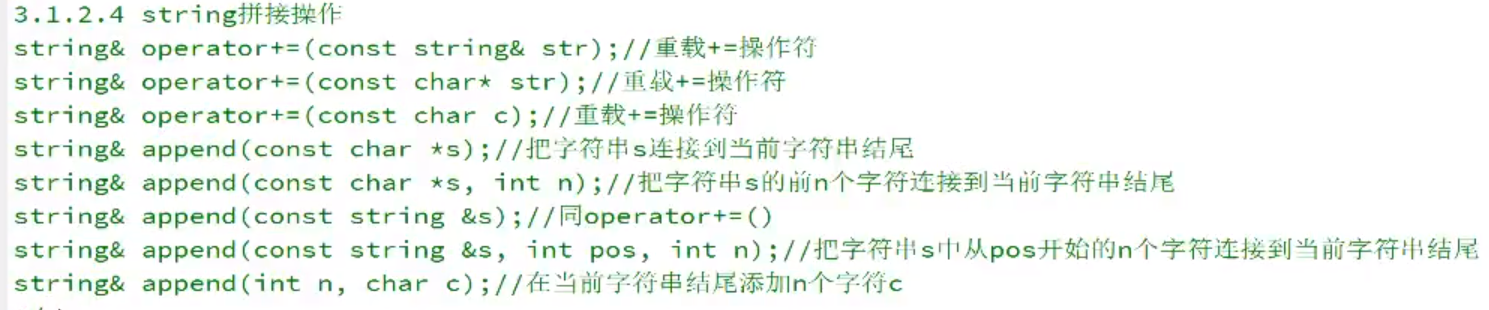 3.1.2.4 string拼接操作
string& operator+=(const string& str);//重载+=操作符
string& operator+=(const char* str);//重载+=操作符
string& operator+=(const char c);//重载+=操作符
string& append(const char *s);//把字符串s连接到当前字符串结尾
string& append(const char *s, int n);//把字符串s的前n个字符连接到当前字符串结尾
string& append(const string &s);//同operator+=()
string& append(const string &s, int pos, int n);//把字符串s中从pos开始的n个字符连接到当前字符串结尾
string& append(int n, char c);//在当前字符串结尾添加n个字符c